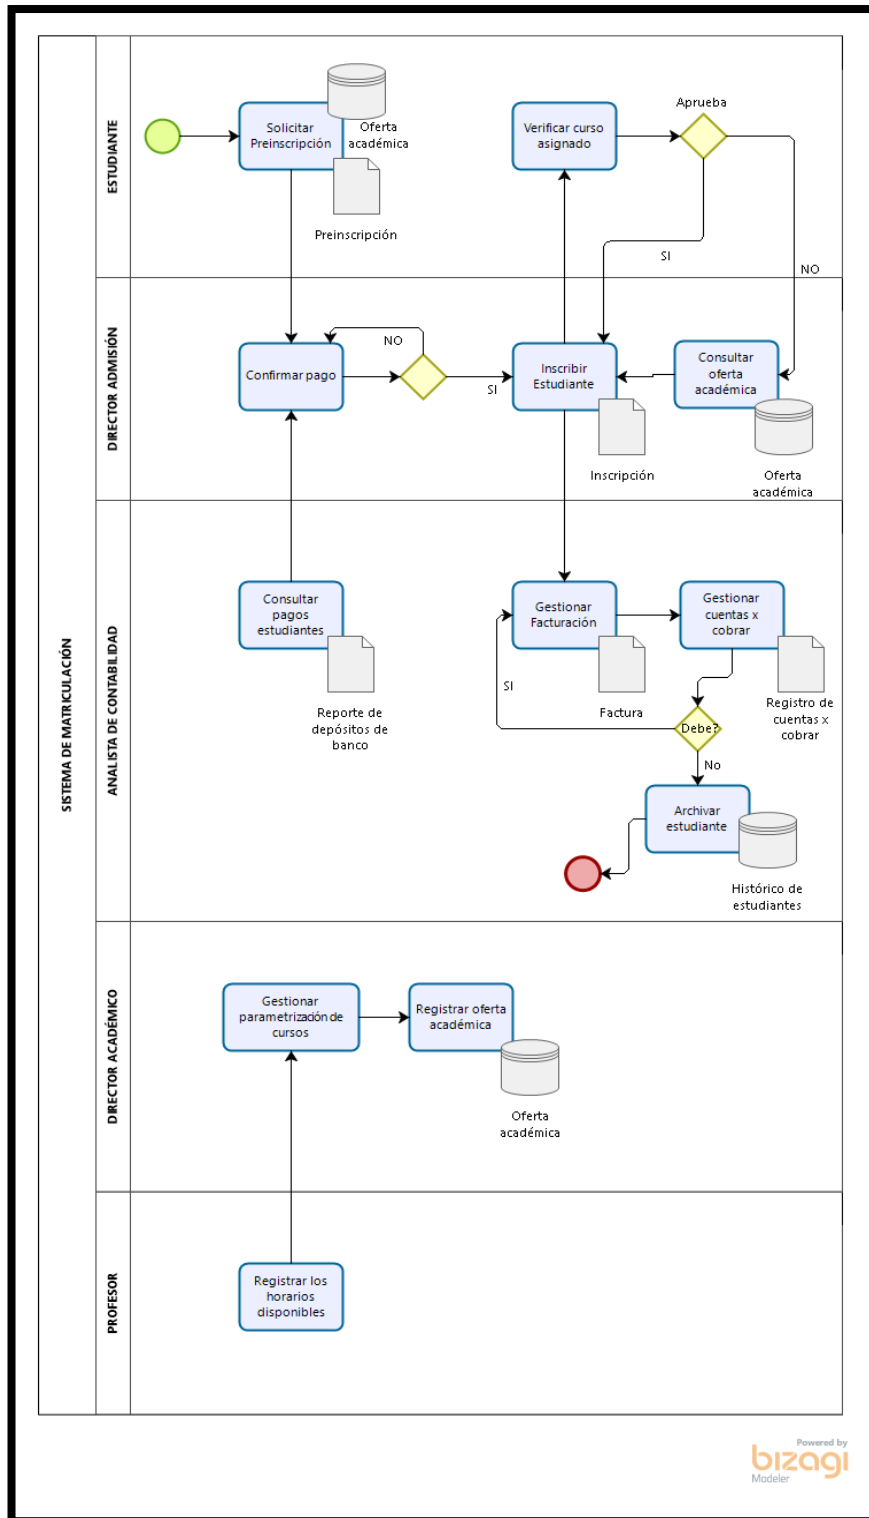 SISTEMA DE MATRICULACIÓN
ESTUDIANTE
Solicitar
Preinscripción
Oferta
académica
Preinscripción
Verificar curso
asignado
Aprueba
SI
NO
DIRECTOR ADMISIÓN
Confirmar pago
NO
SI
Inscribir
Estudiante
Inscripción
Consultar
oferta
académica
Oferta
académica
ANALISTA DE CONTABILIDAD
Consultar
pagos
estudiantes
Reporte de
depósitos de
banco
Gestionar
Facturación
Factura
Gestionar
cuentas x
cobrar
Registro de
cuentas x
cobrar
SI
Debe?
No
Archivar
estudiante
Histórico de
estudiantes
DIRECTOR ACADÉMICO
Gestionar
parametrización de
cursos
Registrar oferta
académica
Oferta
académica
PROFESOR
Registrar los
horarios
disponibles
Powered by
bizagi
Modeler